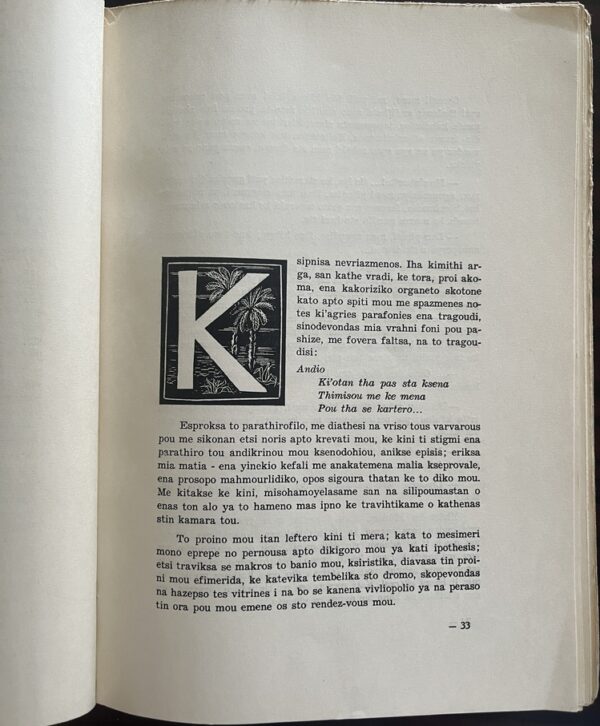 K
sipnisa nevriazmenos. Iha kimithi ar-
ga, san kathe vradi, ke tora, proi ako-
ma, ena kakoriziko organeto skotone
kato apto spiti mou me spazmenes no-
tes ki'agries parafonies ena tragoudi,
sinodevondas mia vrahni foni pou pa-
shize, me fovera faltsa, na to tragou-
disi:
Andio
Ki'otan tha pas sta ksena
Thimisou me ke mena
Pou tha se kartero...
Esproksa to parathirofilo, me diathesi na vriso tous varvarous
pou me sikonan etsi noris apto krevati mou, ke kini ti stigmi ena
parathiro tou andikrinou mou ksenodohiou, anikse episis; eriksa
mia matia - ena yinekio kefali me anakatemena malia kseprovale,
ena prosopo mahmourlidiko, opos sigoura thatan ke to diko mou.
Me kitakse ke kini, misohamoyelasame san na silipoumastan o
enas ton alo ya to hameno mas ipno ke travihtikame o kathenas
stin kamara tou.
To proino mou itan leftero kini ti mera; kata to mesimeri
mono eprepe no pernousa apto dikigoro mou ya kati ipothesis;
etsi traviksa se makros to banio mou, ksiristika, diavasa tin proi-
ni mou efimerida, ke katevika tembelika sto dromo, skopevondas
na hazepso tes vitrines i na bo se kanena vivliopolio ya na peraso
tin ora pou mou emene os sto rendez-vous mou.
— 33